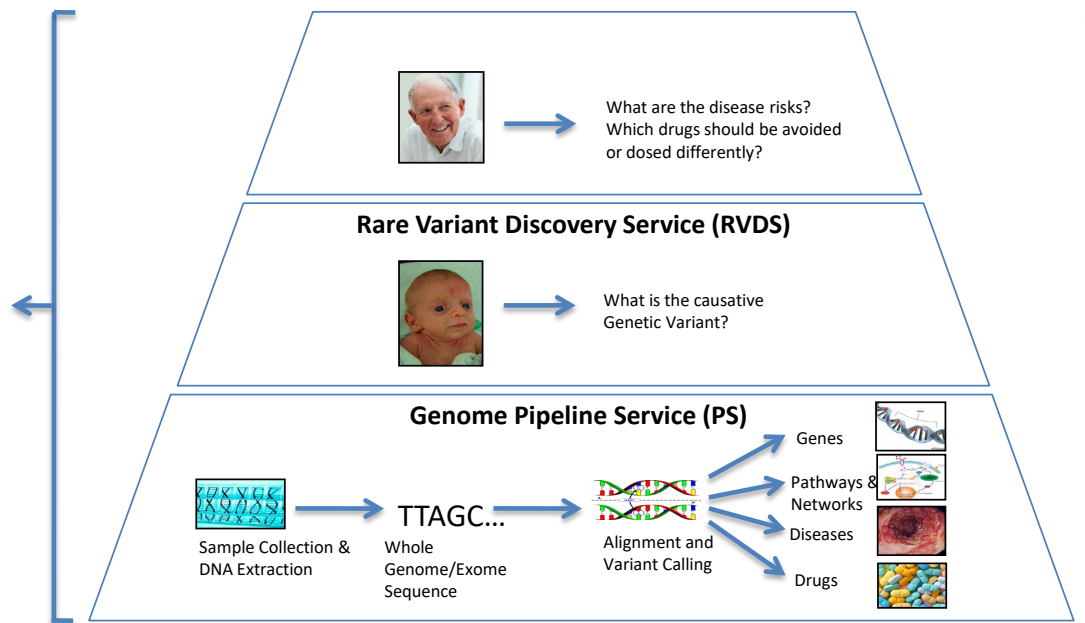 What are the disease risks?
Which drugs should be avoided
or dosed differently?
Rare Variant Discovery Service (RVDS)
What is the causative
Genetic Variant?
Genome Pipeline Service (PS)
Genes
Pathways &
Networks
TTAGC...
Diseases
Sample Collection &
DNA Extraction
Whole
Genome/Exome
Sequence
Alignment and
Variant Calling
Drugs